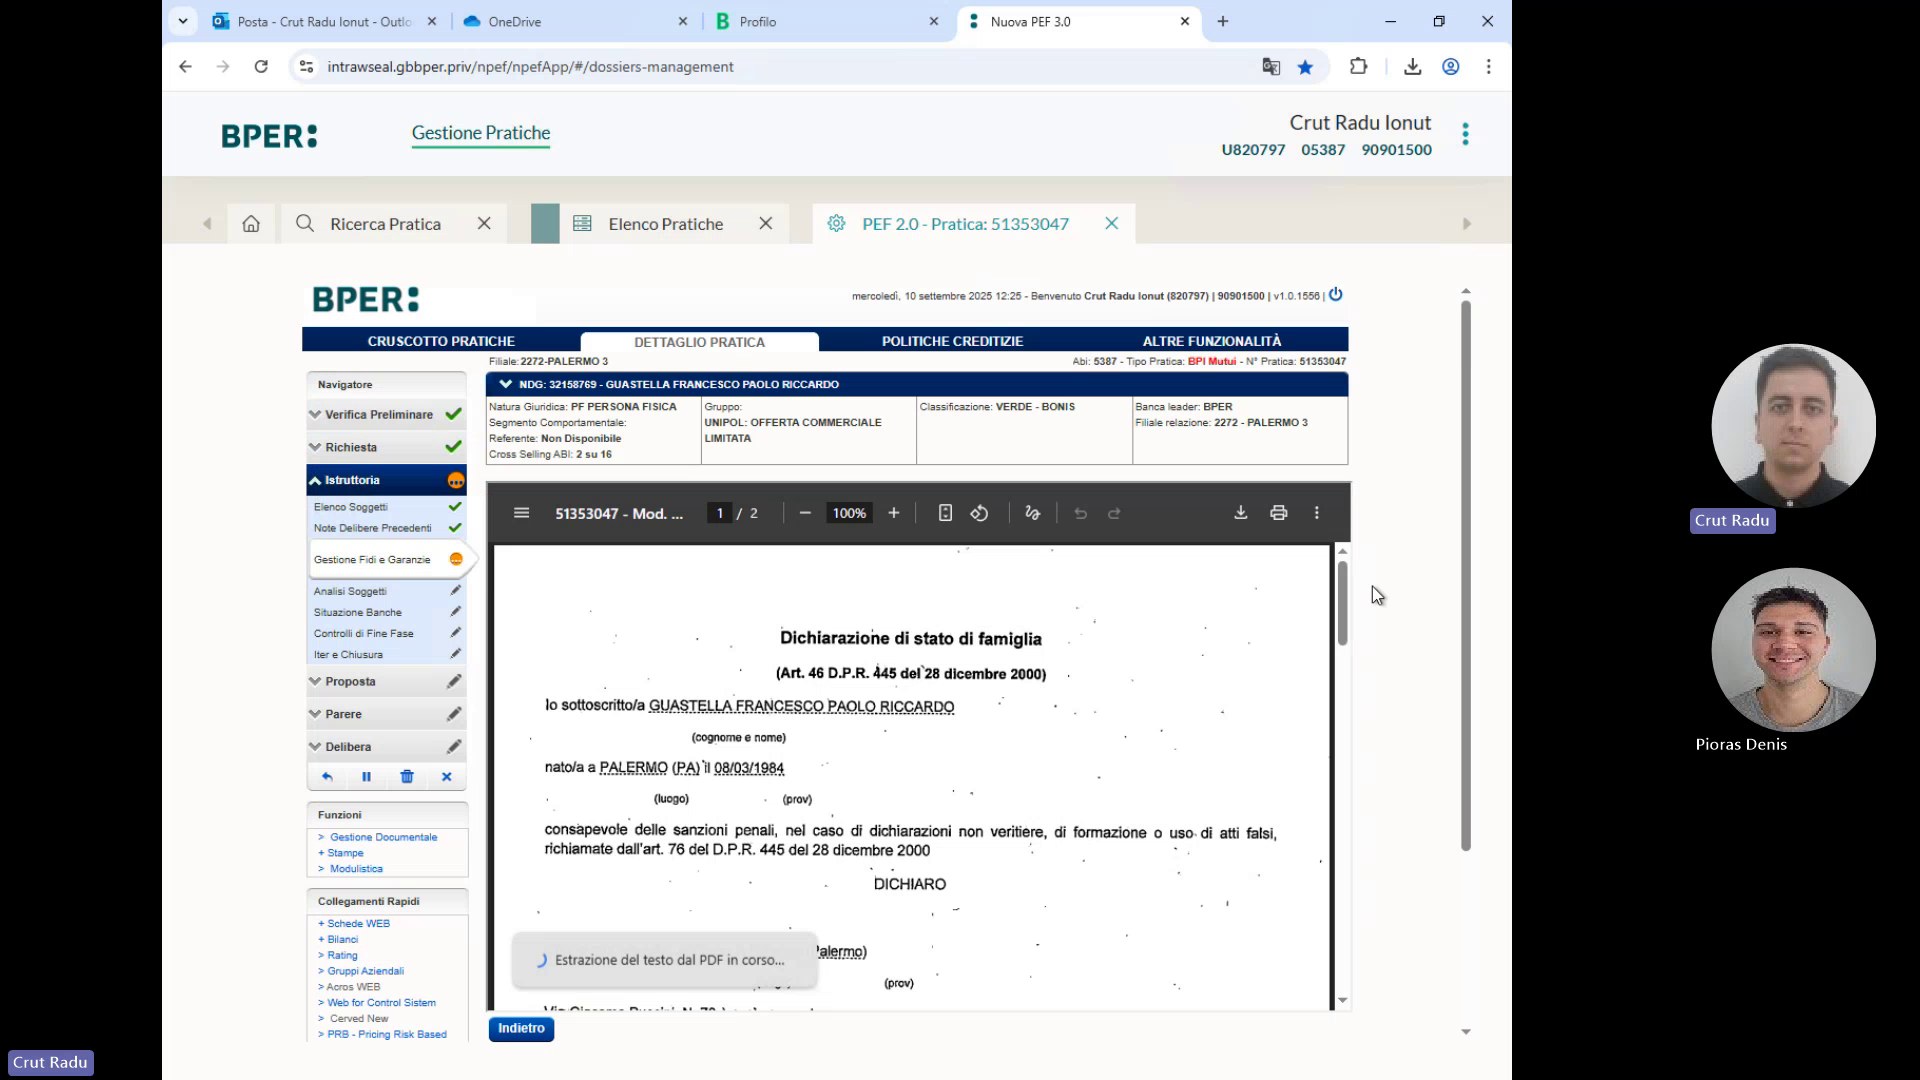 Posta - Crut Radu Ionut - Outlo
OneDrive
Profilo
Nuova PEF 3.0
intrawseal.gbbper.priv/npef/npefApp/#/dossiers-management
BPER:
Gestione Pratiche
Crut Radu Ionut
U820797 05387 90901500
Ricerca Pratica
Elenco Pratiche
PEF 2.0 - Pratica: 51353047
BPER:
mercoledì, 10 settembre 2025 12:25 - Benvenuto Crut Radu Ionut (820797) | 90901500 | v1.0.1556 |
CRUSCOTTO PRATICHE
DETTAGLIO PRATICA
POLITICHE CREDITIZIE
ALTRE FUNZIONALITÀ
Filiale: 2272-PALERMO 3
Abi: 5387 - Tipo Pratica: BPI Mutui - N° Pratica: 51353047
Navigatore
Verifica Preliminare
Richiesta
Istruttoria
Elenco Soggetti
Note Delibere Precedenti
Gestione Fidi e Garanzie
Analisi Soggetti
Situazione Banche
Controlli di Fine Fase
Iter e Chiusura
Proposta
Parere
Delibera
Funzioni
> Gestione Documentale
+ Stampe
> Modulistica
Collegamenti Rapidi
+ Schede WEB
+ Bilanci
> Rating
> Gruppi Aziendali
> Acros WEB
> Web for Control Sistem
> Cerved New
> PRB - Pricing Risk Based
NDG: 32158769 - GUASTELLA FRANCESCO PAOLO RICCARDO
Natura Giuridica: PF PERSONA FISICA
Segmento Comportamentale:
Referente: Non Disponibile
Cross Selling ABI: 2 su 16
Gruppo:
UNIPOL: OFFERTA COMMERCIALE
LIMITATA
Classificazione: VERDE - BONIS
Banca leader: BPER
Filiale relazione: 2272 - PALERMO 3
51353047 - Mod. ...
1 / 2
100%
Dichiarazione di stato di famiglia
(Art. 46 D.P.R. 445 del 28 dicembre 2000)
Io sottoscritto/a GUASTELLA FRANCESCO PAOLO RICCARDO
(cognome e nome)
nato/a a PALERMO (PA) il 08/03/1984
(luogo) (prov)
consapevole delle sanzioni penali, nel caso di dichiarazioni non veritiere, di formazione o uso di atti falsi,
richiamate dall'art. 76 del D.P.R. 445 del 28 dicembre 2000
DICHIARO
Palermo)
Estrazione del testo dal PDF in corso...
(prov)
Indietro
Crut Radu
Pioras Denis
Crut Radu